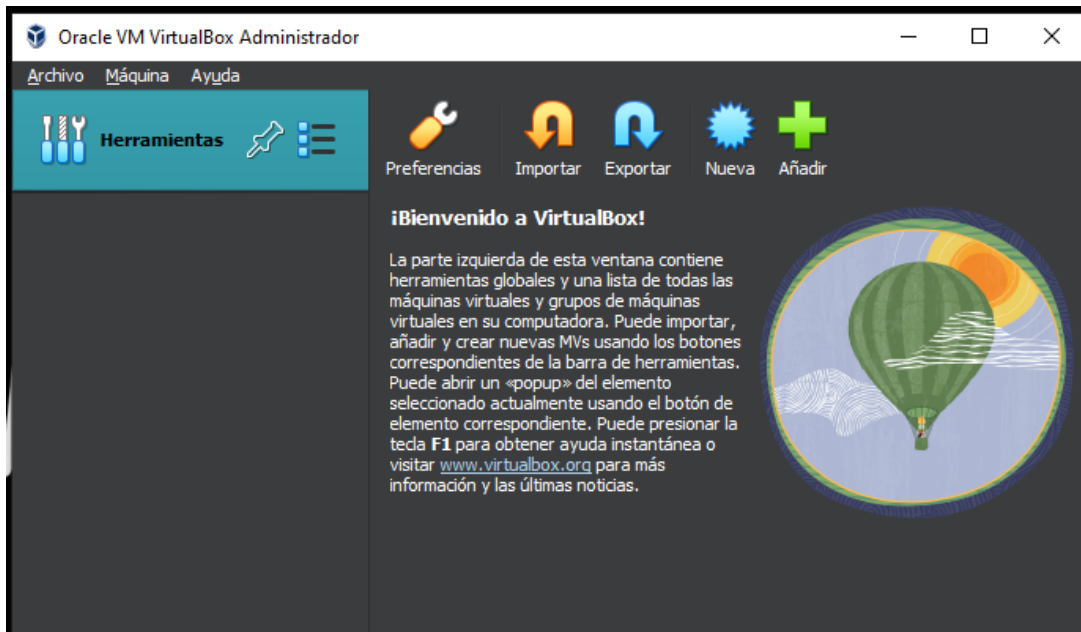 Oracle VM VirtualBox Administrador
Archivo Máquina Ayuda
Herramientas
Preferencias Importar Exportar Nueva Añadir
¡Bienvenido a VirtualBox!
La parte izquierda de esta ventana contiene
herramientas globales y una lista de todas las
máquinas virtuales y grupos de máquinas
virtuales en su computadora. Puede importar,
añadir y crear nuevas MVs usando los botones
correspondientes de la barra de herramientas.
Puede abrir un «popup» del elemento
seleccionado actualmente usando el botón de
elemento correspondiente. Puede presionar la
tecla F1 para obtener ayuda instantánea o
visitar www.virtualbox.org para más
información y las últimas noticias.